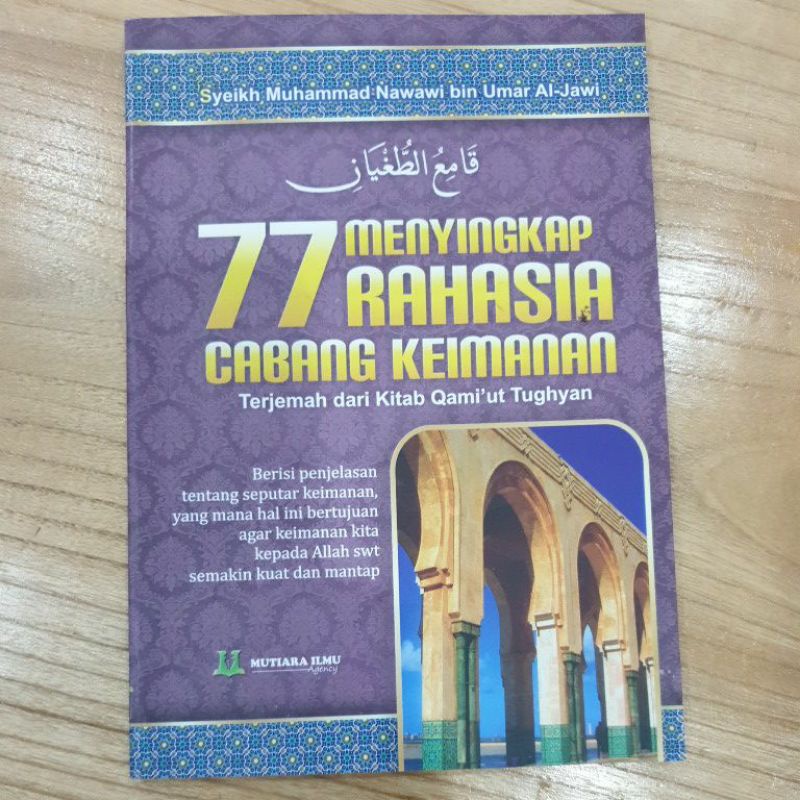 Syeikh Muhammad Nawawi bin Umar Al-Jawi
قَامِعُ الطُّغْيَانِ
77 MENYINGKAP
RAHASIA
CABANG KEIMANAN
Terjemah dari Kitab Qami'ut Tughyan
Berisi penjelasan
tentang seputar keimanan,
yang mana hal ini bertujuan
agar keimanan kita
kepada Allah swt
semakin kuat dan mantap
MUTIARA ILMU
Agency